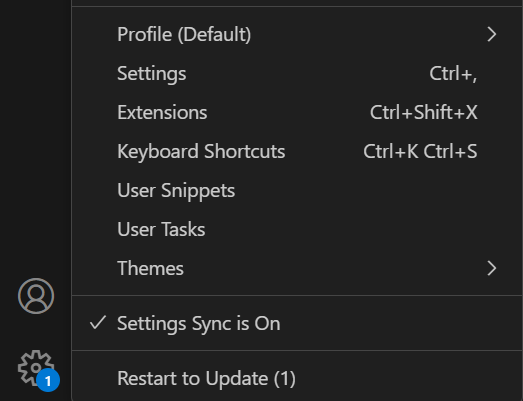 Profile (Default)
Settings Ctrl+,
Extensions Ctrl+Shift+X
Keyboard Shortcuts Ctrl+K Ctrl+S
User Snippets
User Tasks
Themes
Settings Sync is On
1
Restart to Update (1)